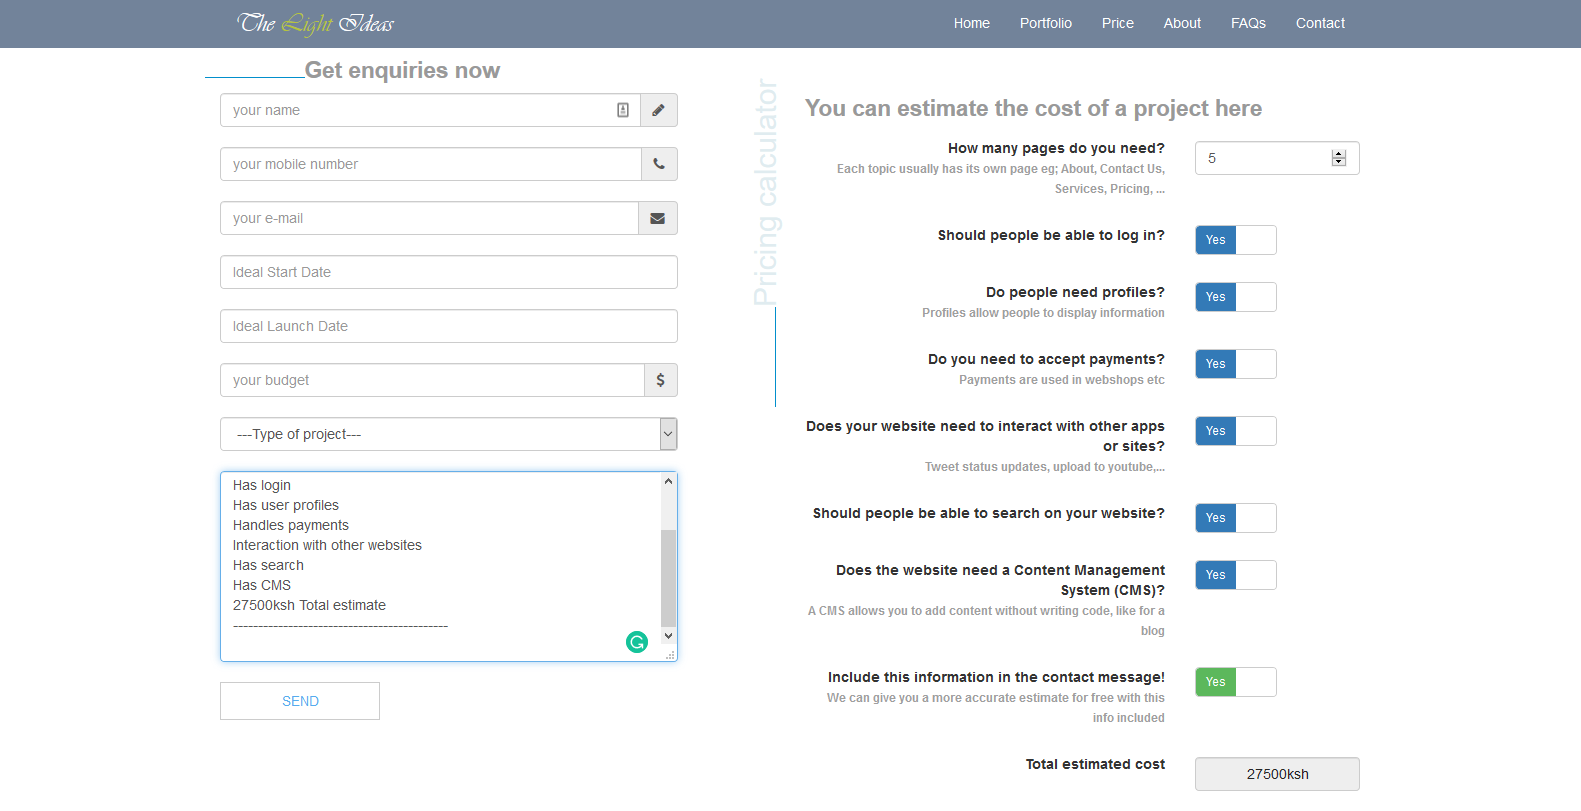 The Light Ideas
Home Portfolio Price About FAQs Contact
Get enquiries now
your name
your mobile number
your e-mail
Ideal Start Date
Ideal Launch Date
your budget
$
---Type of project---
Has login
Has user profiles
Handles payments
Interaction with other websites
Has search
Has CMS
27500ksh Total estimate
-------------------------------------------
SEND
Pricing calculator
You can estimate the cost of a project here
How many pages do you need?
Each topic usually has its own page eg; About, Contact Us,
Services, Pricing, ...
5
Should people be able to log in?
Yes
Do people need profiles?
Profiles allow people to display information
Yes
Do you need to accept payments?
Payments are used in webshops etc
Yes
Does your website need to interact with other apps
or sites?
Tweet status updates, upload to youtube,...
Yes
Should people be able to search on your website?
Yes
Does the website need a Content Management
System (CMS)?
A CMS allows you to add content without writing code, like for a
blog
Yes
Include this information in the contact message!
We can give you a more accurate estimate for free with this
info included
Yes
Total estimated cost
27500ksh